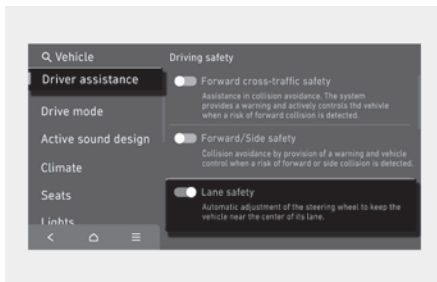 Vehicle
Driving safety
Driver assistance
Drive mode
Active sound design
Climate
Seats
Lights
Forward cross-traffic safety
Assistance in collision avoidance. The system
provides a warning and actively controls thd vehivle
when a risk of forward collision is detected.
Forward/Side safety
Collision avoidance by provision of a warning and vehicle
control when a risk of forward or side collision is detected.
Lane safety
Automatic adjustment of the steering wheel to keep the
vehicle near the center of its lane.